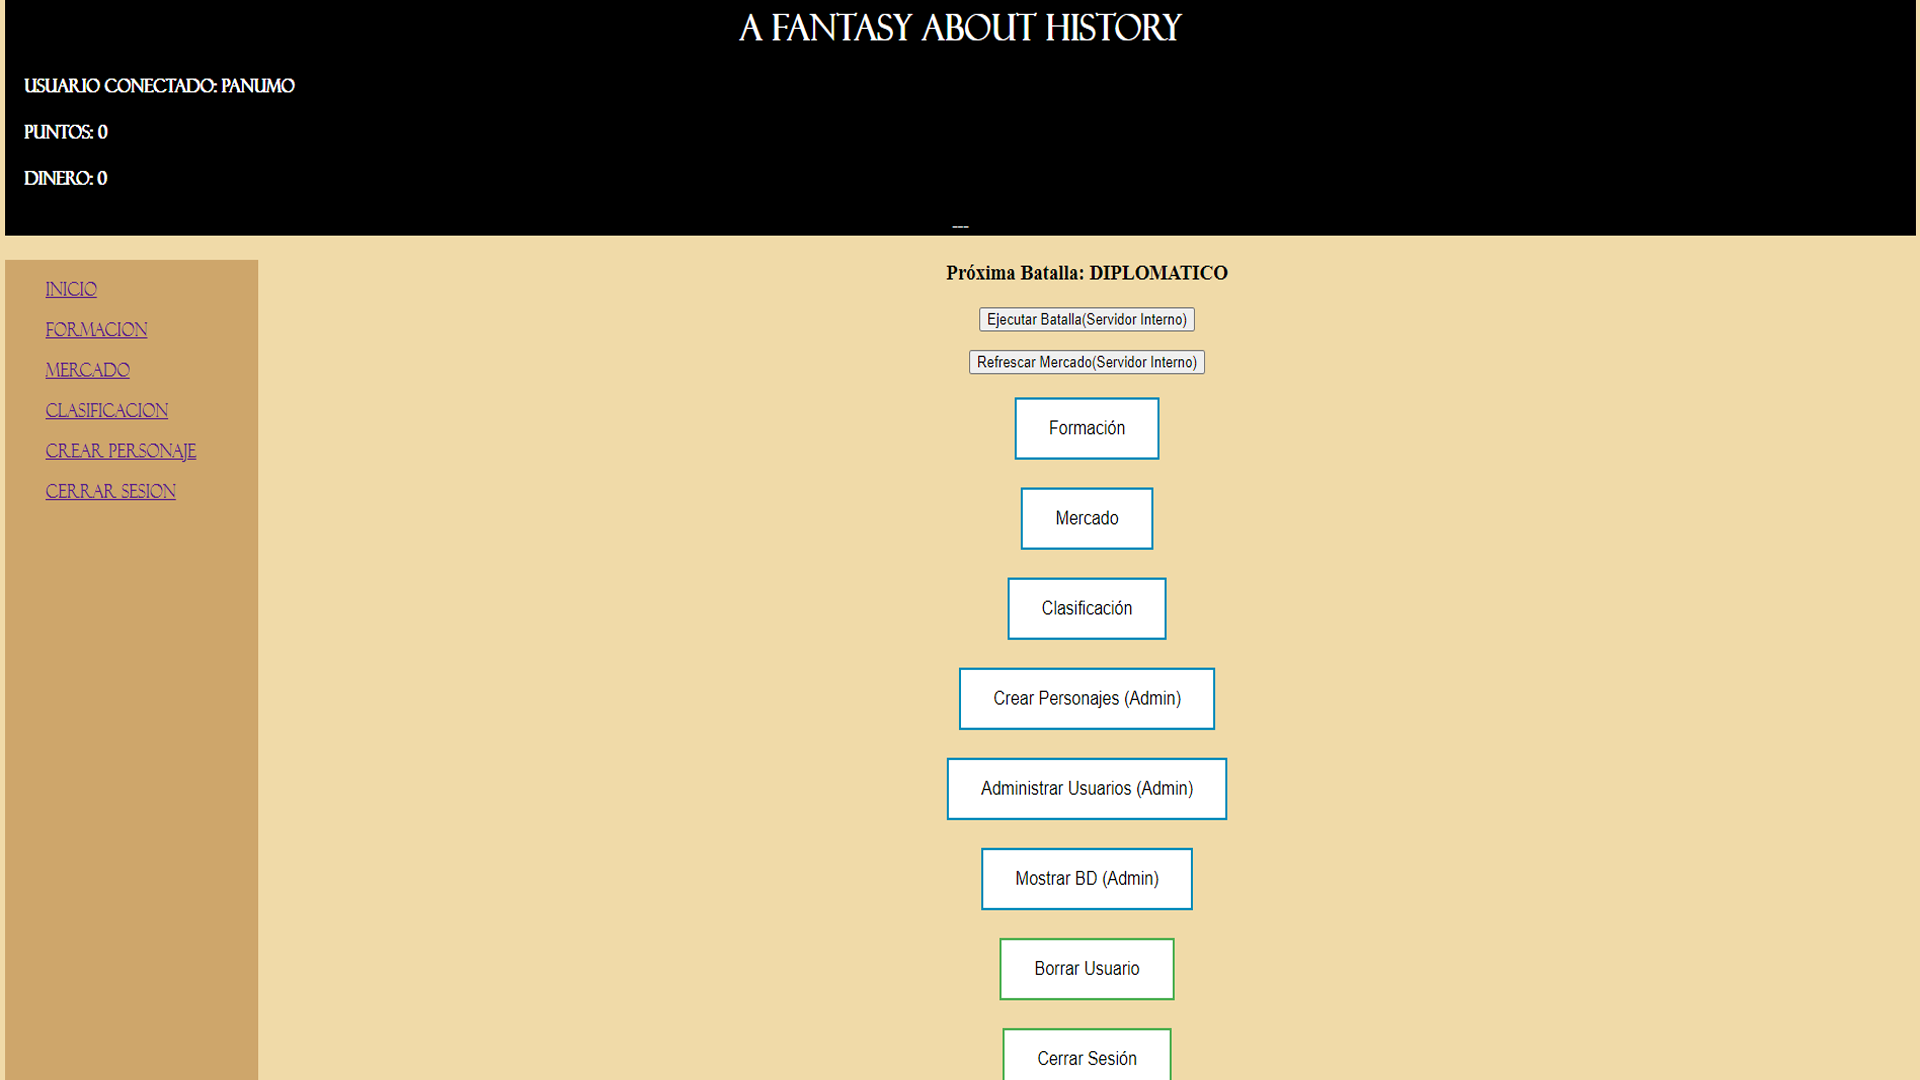 A FANTASY ABOUT HISTORY
USUARIO CONECTADO: PANUMO
PUNTOS: 0
DINERO: 0
---
INICIO
FORMACION
MERCADO
CLASIFICACION
CREAR PERSONAJE
CERRAR SESION
Próxima Batalla: DIPLOMATICO
Ejecutar Batalla(Servidor Interno)
Refrescar Mercado(Servidor Interno)
Formación
Mercado
Clasificación
Crear Personajes (Admin)
Administrar Usuarios (Admin)
Mostrar BD (Admin)
Borrar Usuario
Cerrar Sesión